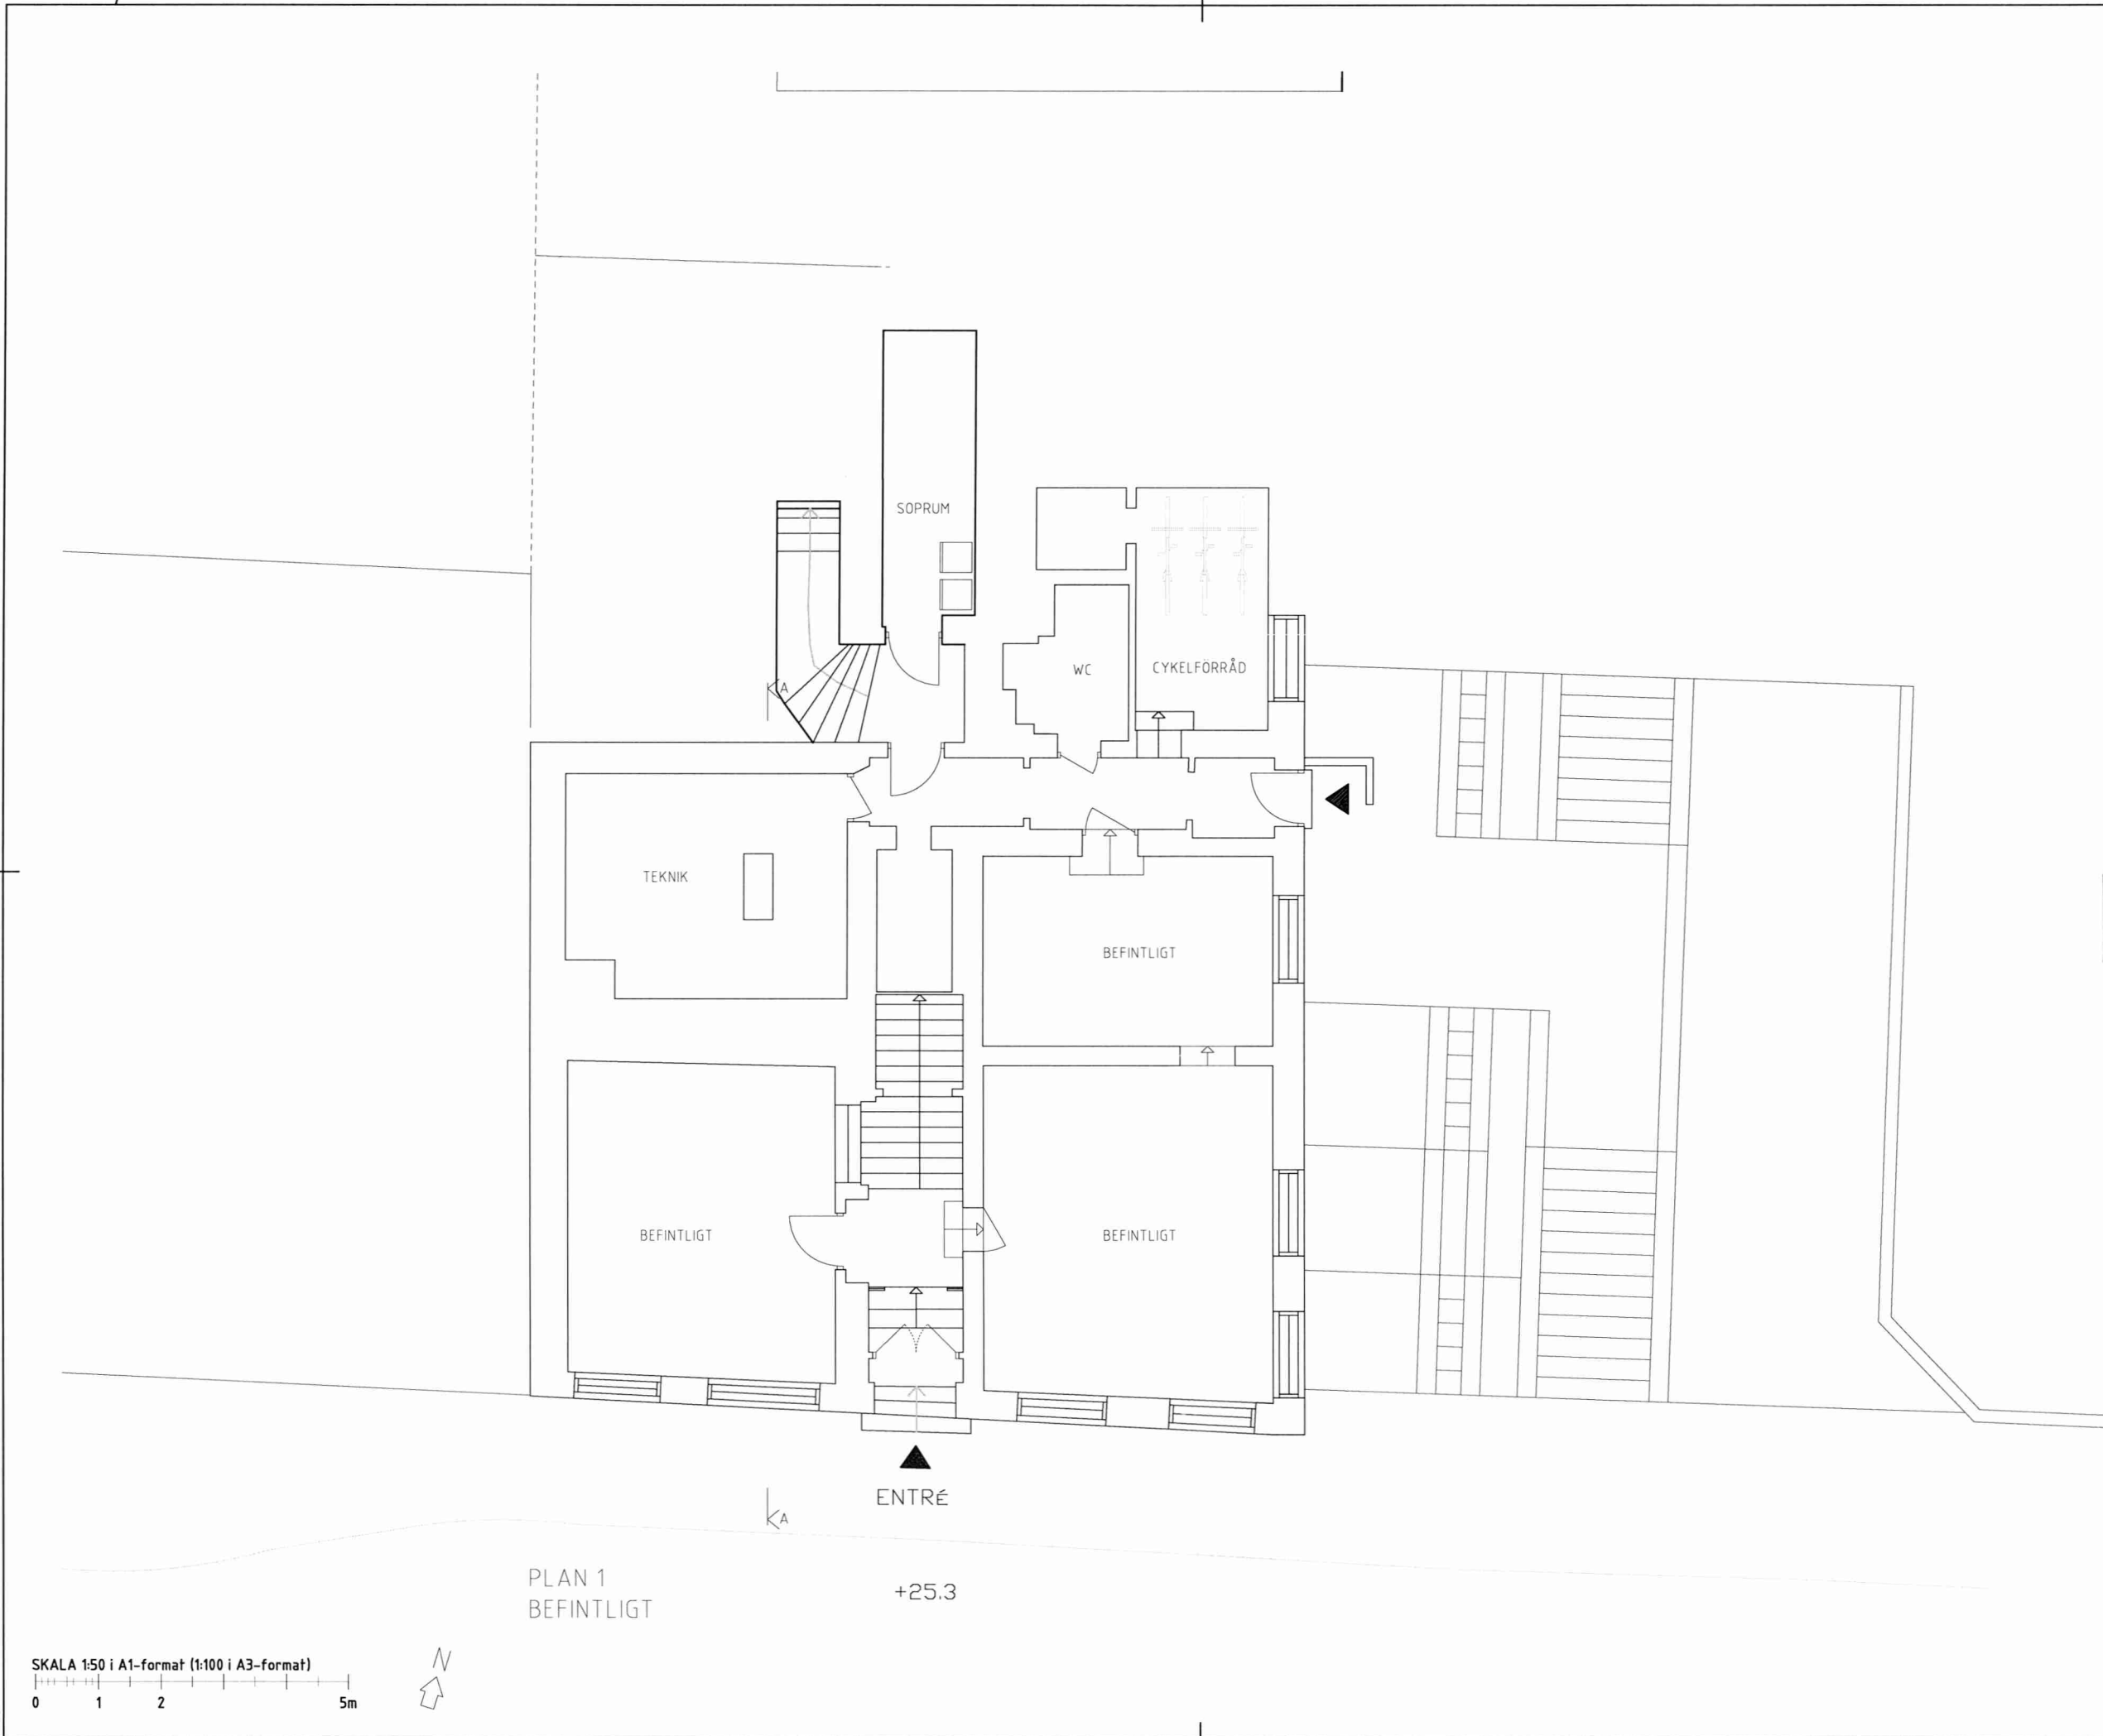 SOPRUM
WC
CYKELFÖRRÅD
A
TEKNIK
BEFINTLIGT
BEFINTLIGT
BEFINTLIGT
ENTRÉ
A
PLAN 1
BEFINTLIGT
+25.3
SKALA 1:50 i A1-format (1:100 i A3-format)
0 1 2 5m
N